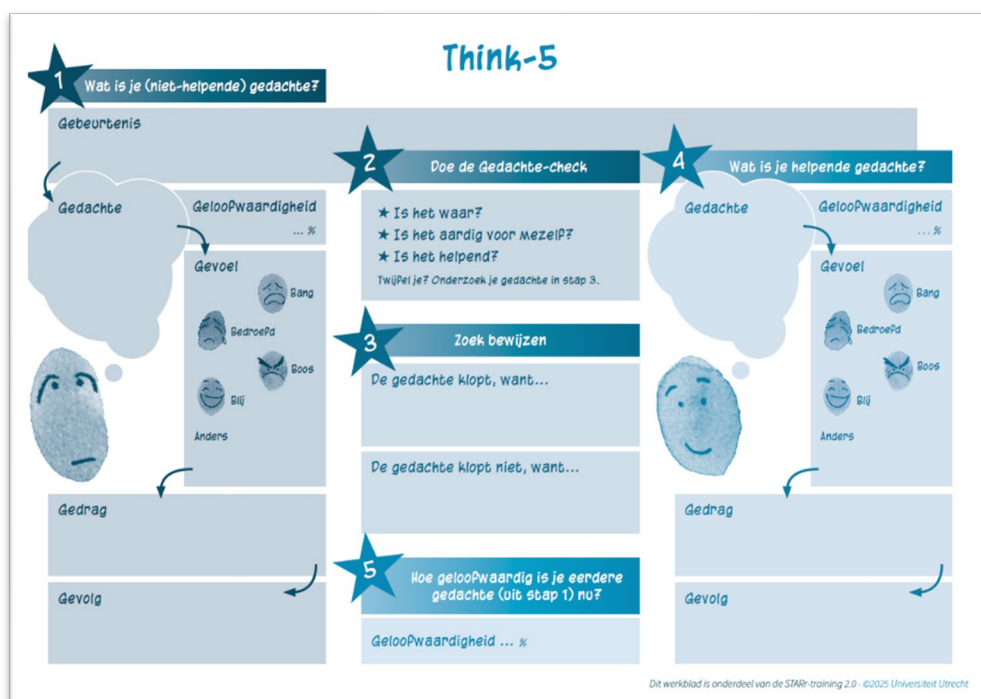 Think-5
1
Wat is je (niet-helpende) gedachte?
Gebeurtenis
Gedachte
Geloofwaardigheid
... %
Gevoel
Bang
Bedroefd
Boos
Blij
Anders
Gedrag
Gevolg
2
Doe de Gedachte-check
★ Is het waar?
★ Is het aardig voor mezelf?
★ Is het helpend?
Twijfel je? Onderzoek je gedachte in stap 3.
3
Zoek bewijzen
De gedachte klopt, want...
De gedachte klopt niet, want...
4
Wat is je helpende gedachte?
Gedachte
Geloofwaardigheid
... %
Gevoel
Bang
Bedroefd
Boos
Blij
Anders
Gedrag
Gevolg
5
Hoe geloofwaardig is je eerdere
gedachte (uit stap 1) nu?
Geloofwaardigheid ... %
Dit werkblad is onderdeel van de STARr-training 2.0 - ©2025 Universiteit Utrecht